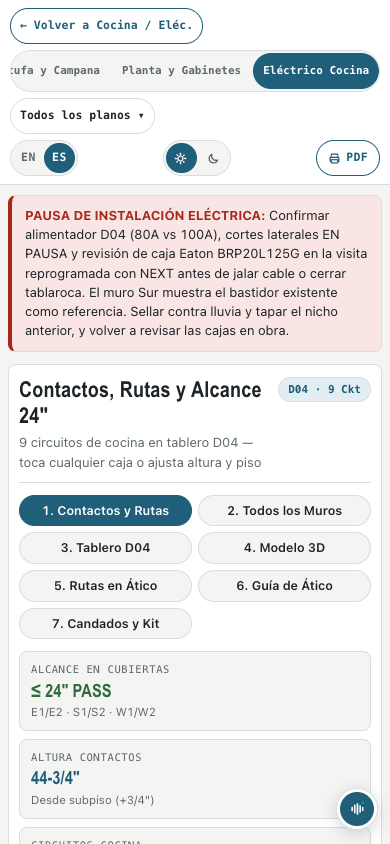 ← Volver a Cocina / Eléc.
ufa y Campana Planta y Gabinetes Eléctrico Cocina
Todos los planos ▾
EN ES PDF
PAUSA DE INSTALACIÓN ELÉCTRICA: Confirmar
alimentador D04 (80A vs 100A), cortes laterales EN
PAUSA y revisión de caja Eaton BRP20L125G en la visita
reprogramada con NEXT antes de jalar cable o cerrar
tablaroca. El muro Sur muestra el bastidor existente
como referencia. Sellar contra lluvia y tapar el nicho
anterior, y volver a revisar las cajas en obra.
Contactos, Rutas y Alcance
24"
D04 · 9 Ckt
9 circuitos de cocina en tablero D04 —
toca cualquier caja o ajusta altura y piso
1. Contactos y Rutas 2. Todos los Muros
3. Tablero D04 4. Modelo 3D
5. Rutas en Ático 6. Guía de Ático
7. Candados y Kit
ALCANCE EN CUBIERTAS
≤ 24" PASS
E1/E2 · S1/S2 · W1/W2
ALTURA CONTACTOS
44-3/4"
Desde subpiso (+3/4")
CIRCUITOS COCINA